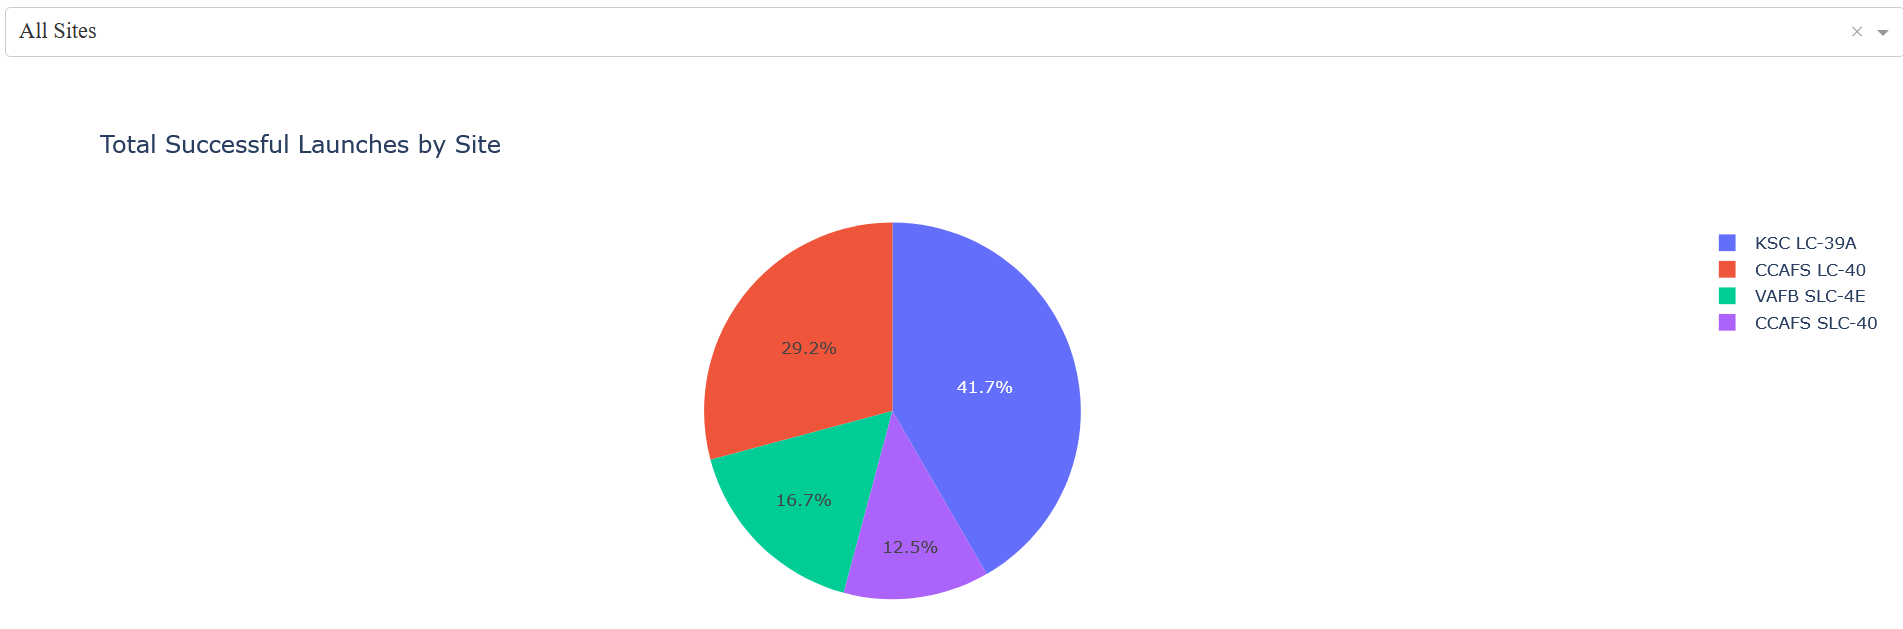 All Sites
Total Successful Launches by Site
KSC LC-39A
CCAFS LC-40
VAFB SLC-4E
CCAFS SLC-40
29.2%
41.7%
16.7%
12.5%